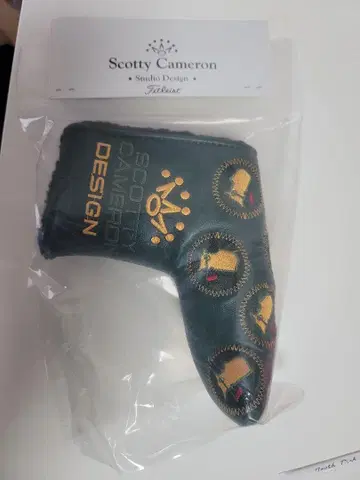 Scotty Cameron
• Studio Design •
Titleist
SCOTTY
CAMERON
DESIGN